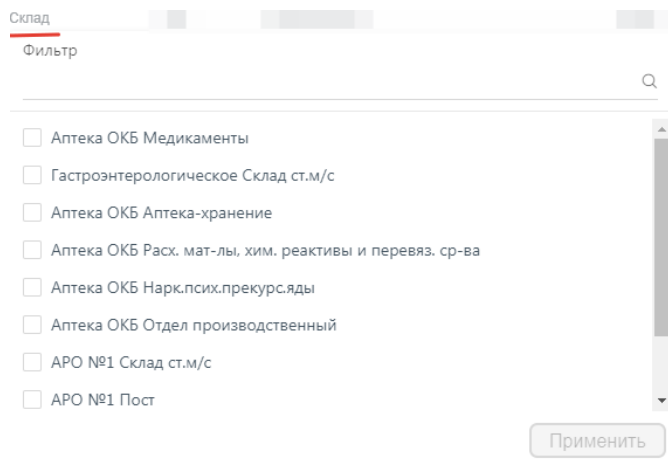 Склад
Фильтр
Аптека ОКБ Медикаменты
Гастроэнтерологическое Склад ст.м/с
Аптека ОКБ Аптека-хранение
Аптека ОКБ Расх. мат-лы, хим. реактивы и перевяз. ср-ва
Аптека ОКБ Нарк.псих.прекурс.яды
Аптека ОКБ Отдел производственный
АРО №1 Склад ст.м/с
АРО №1 Пост
Применить